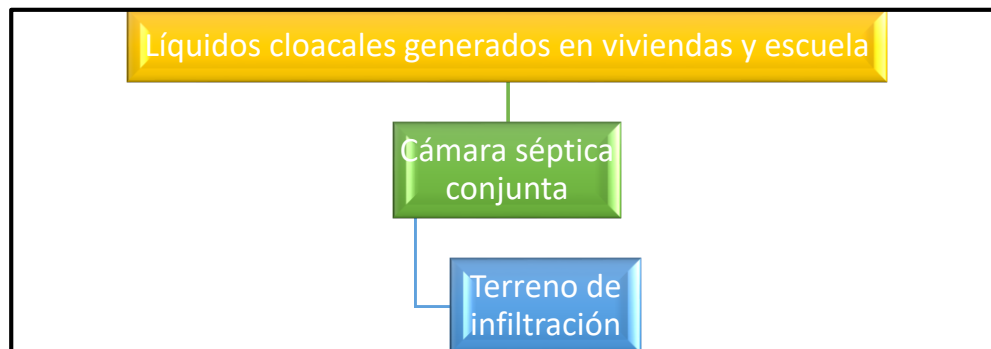 Líquidos cloacales generados en viviendas y escuela
Cámara séptica
conjunta
Terreno de
infiltración